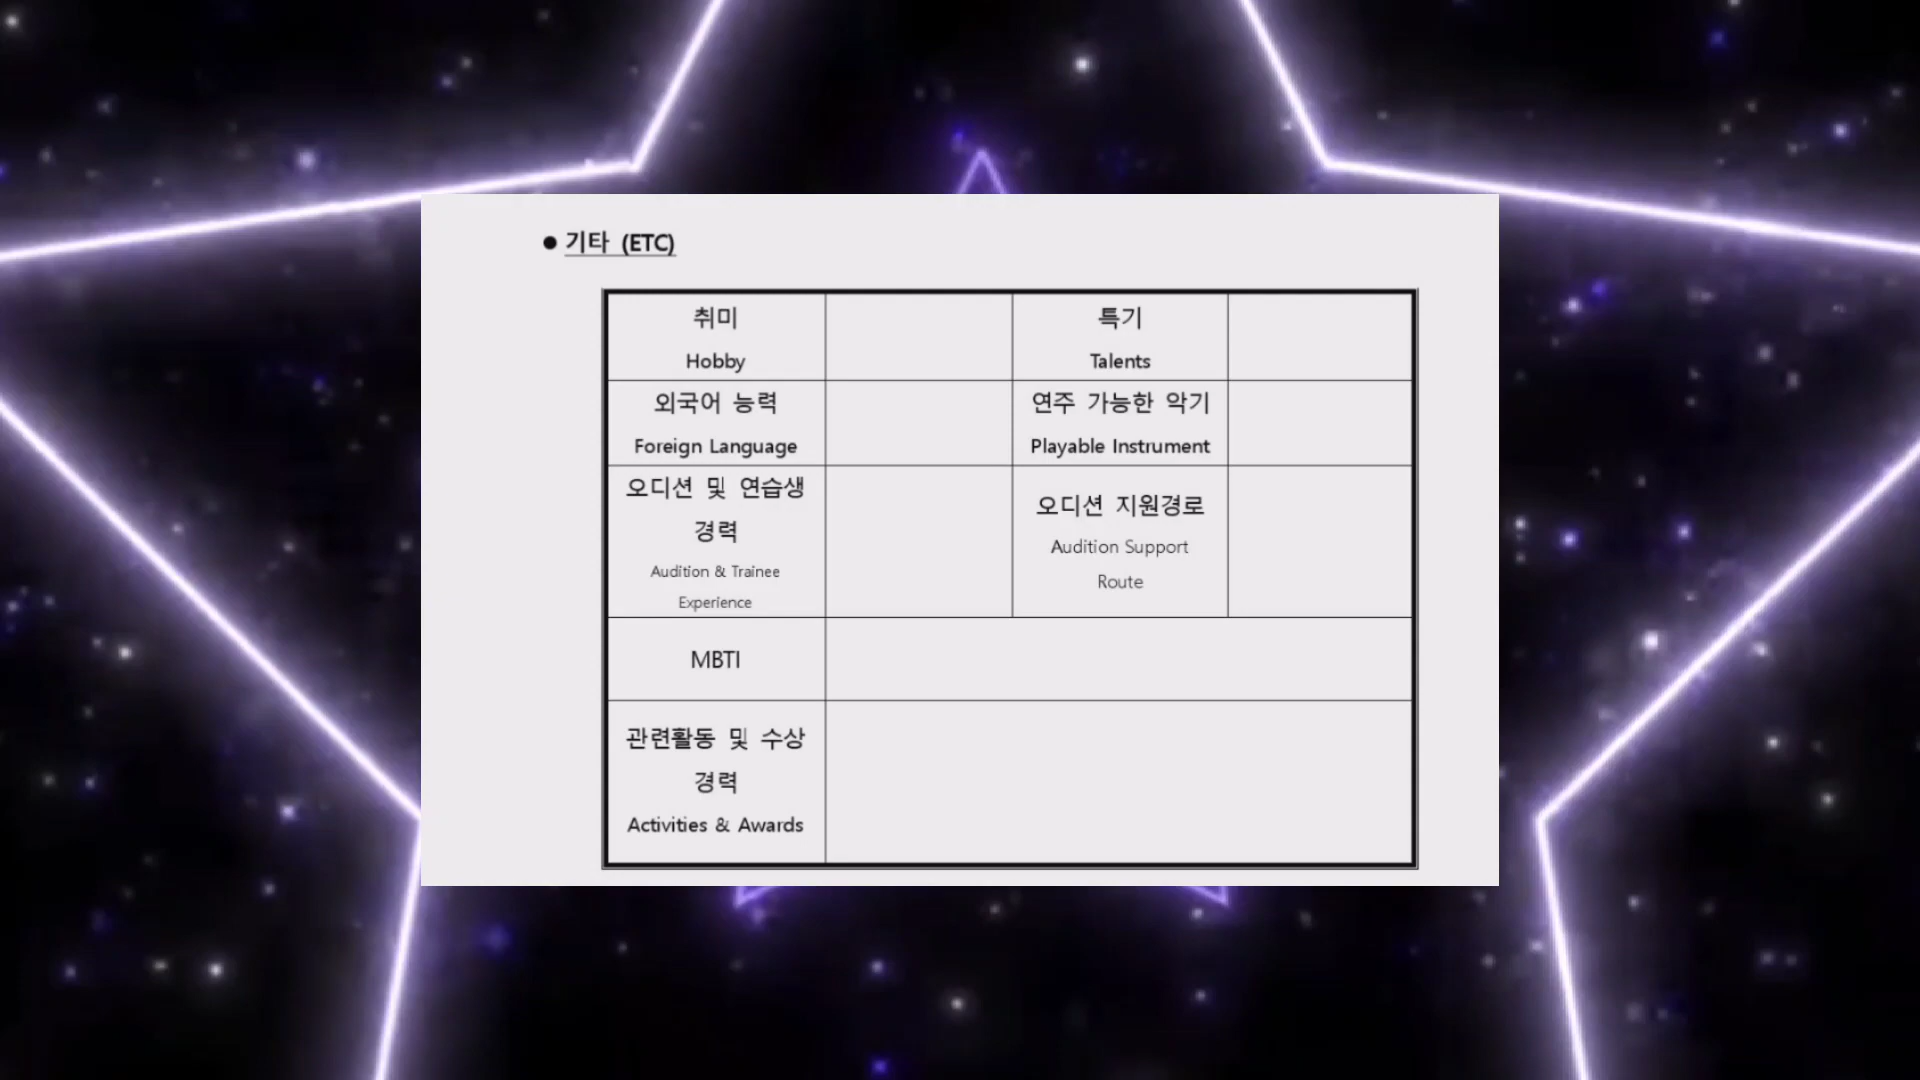 ● 기타 (ETC)
취미
Hobby
특기
Talents
외국어 능력
Foreign Language
연주 가능한 악기
Playable Instrument
오디션 및 연습생
경력
Audition & Trainee
Experience
오디션 지원경로
Audition Support
Route
MBTI
관련활동 및 수상
경력
Activities & Awards